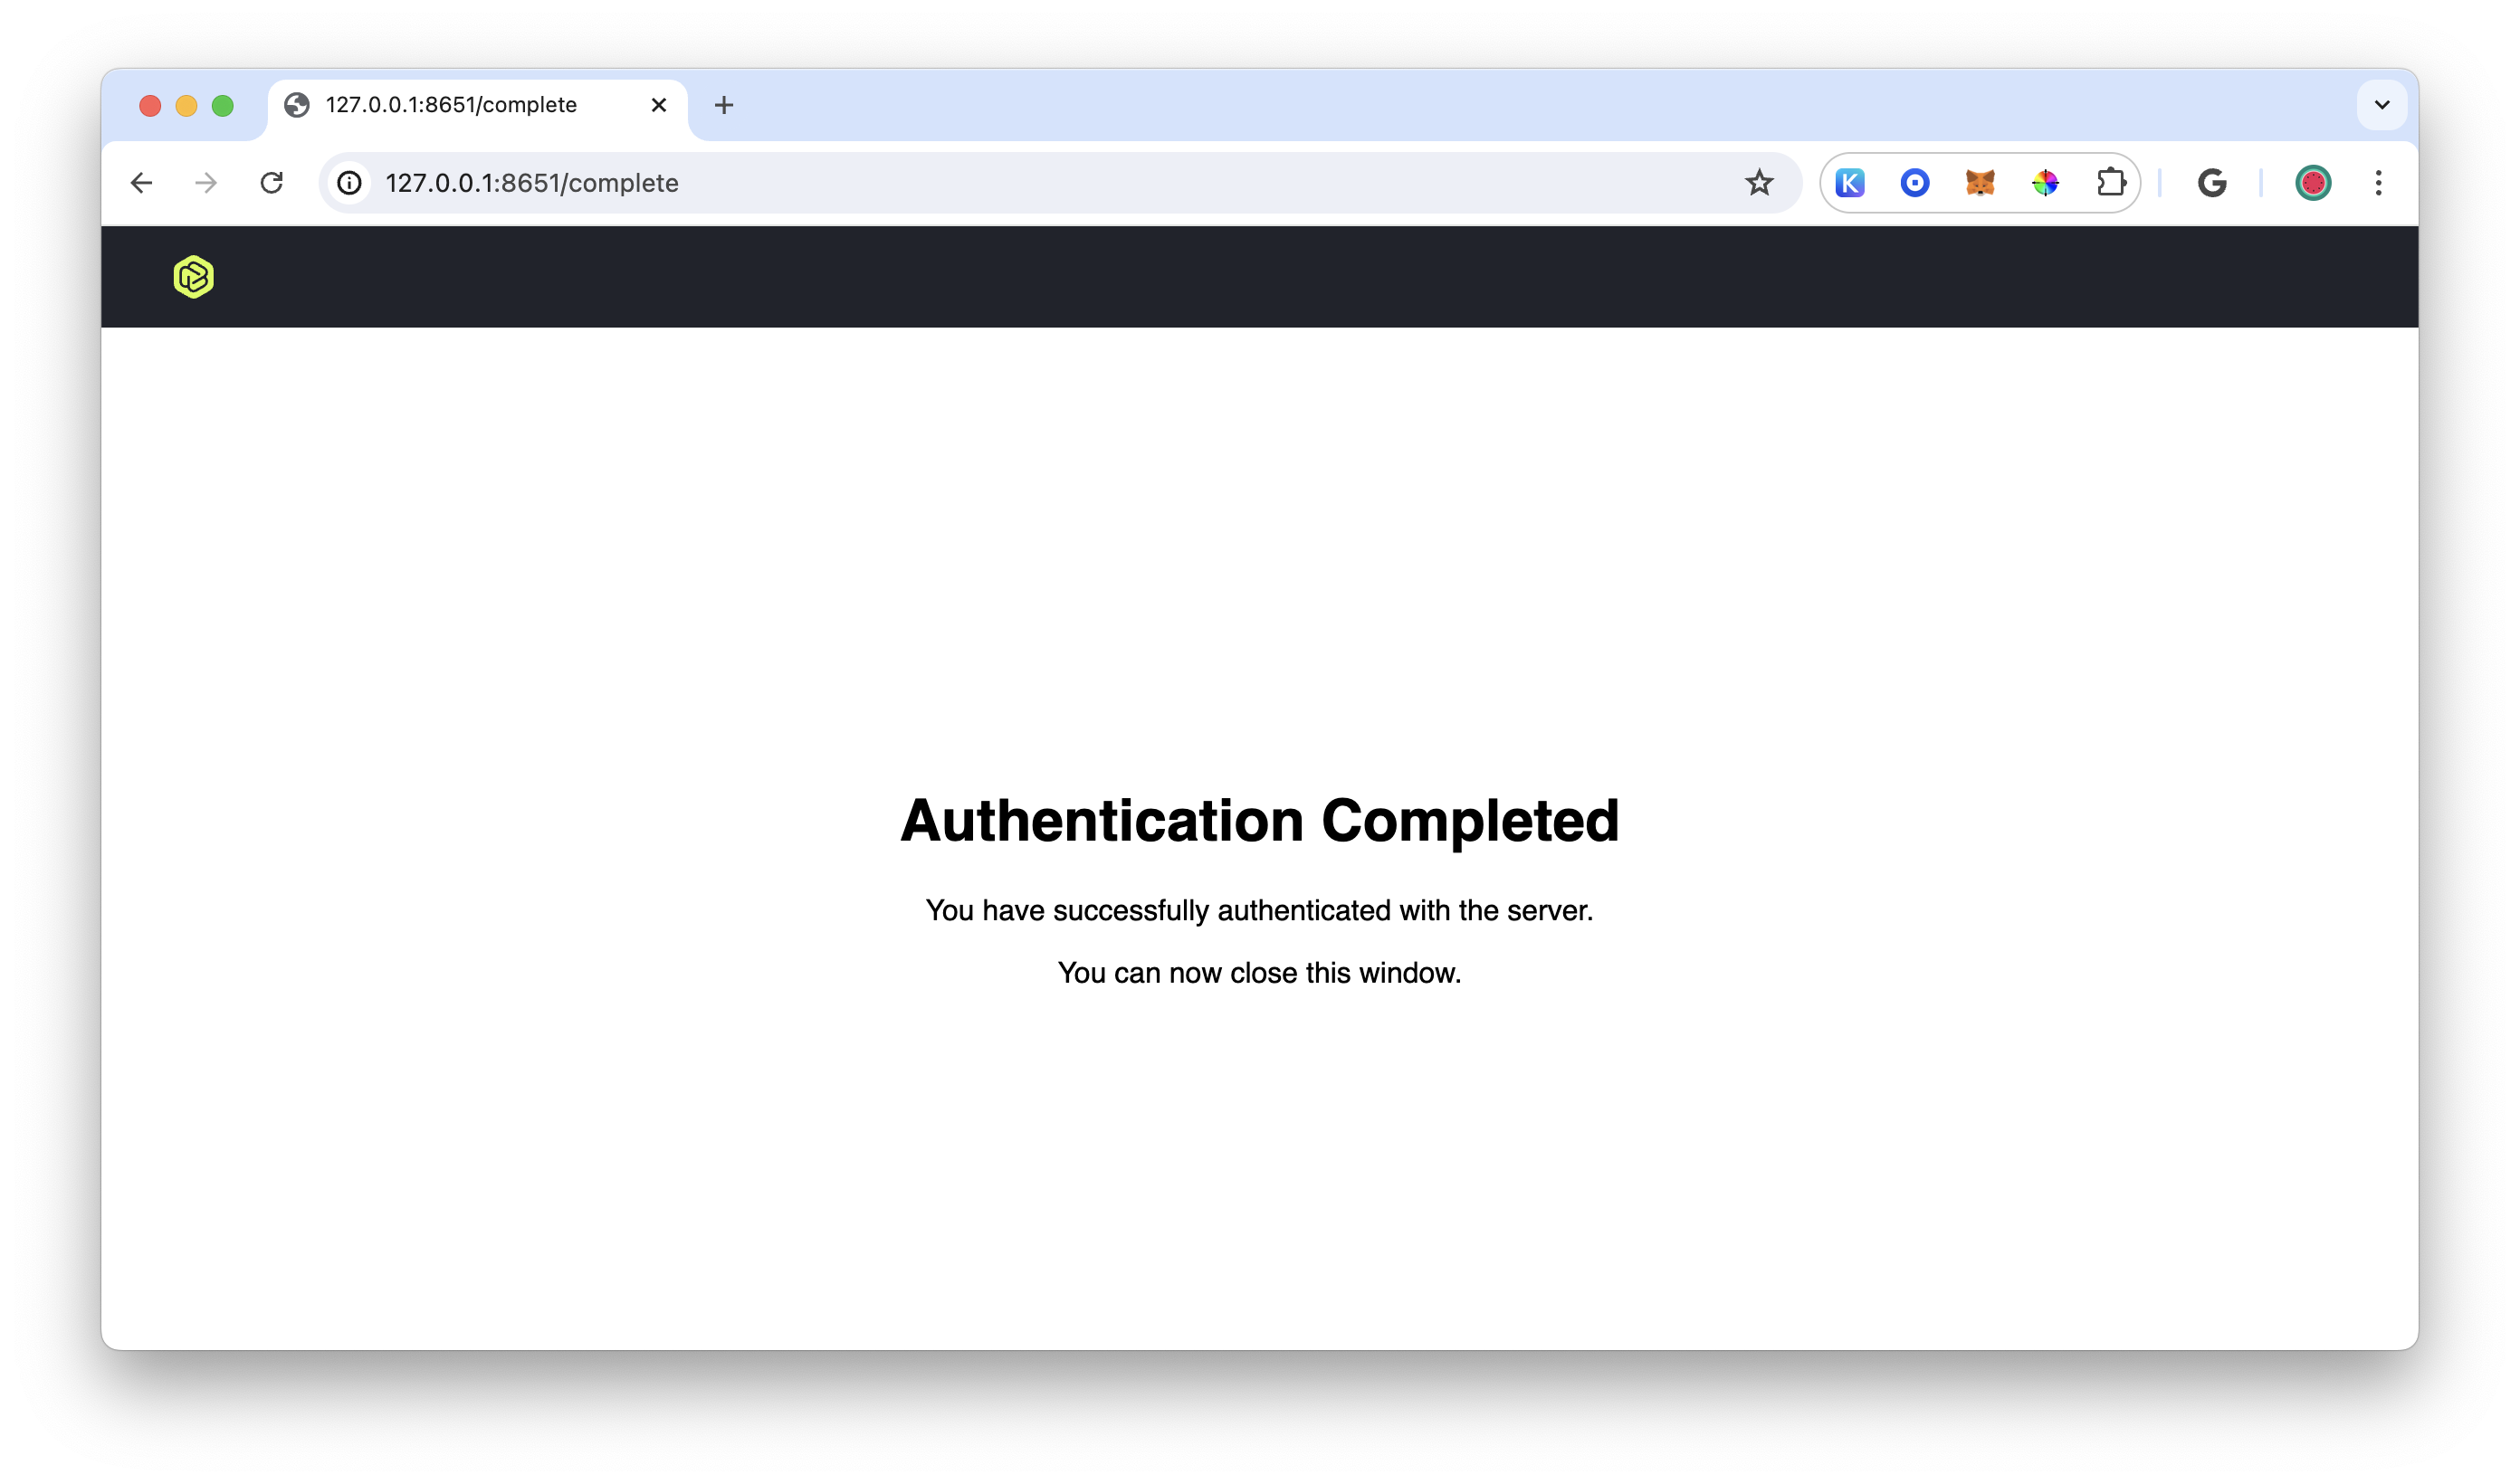 127.0.0.1:8651/complete
127.0.0.1:8651/complete
K
G
Authentication Completed
You have successfully authenticated with the server.
You can now close this window.